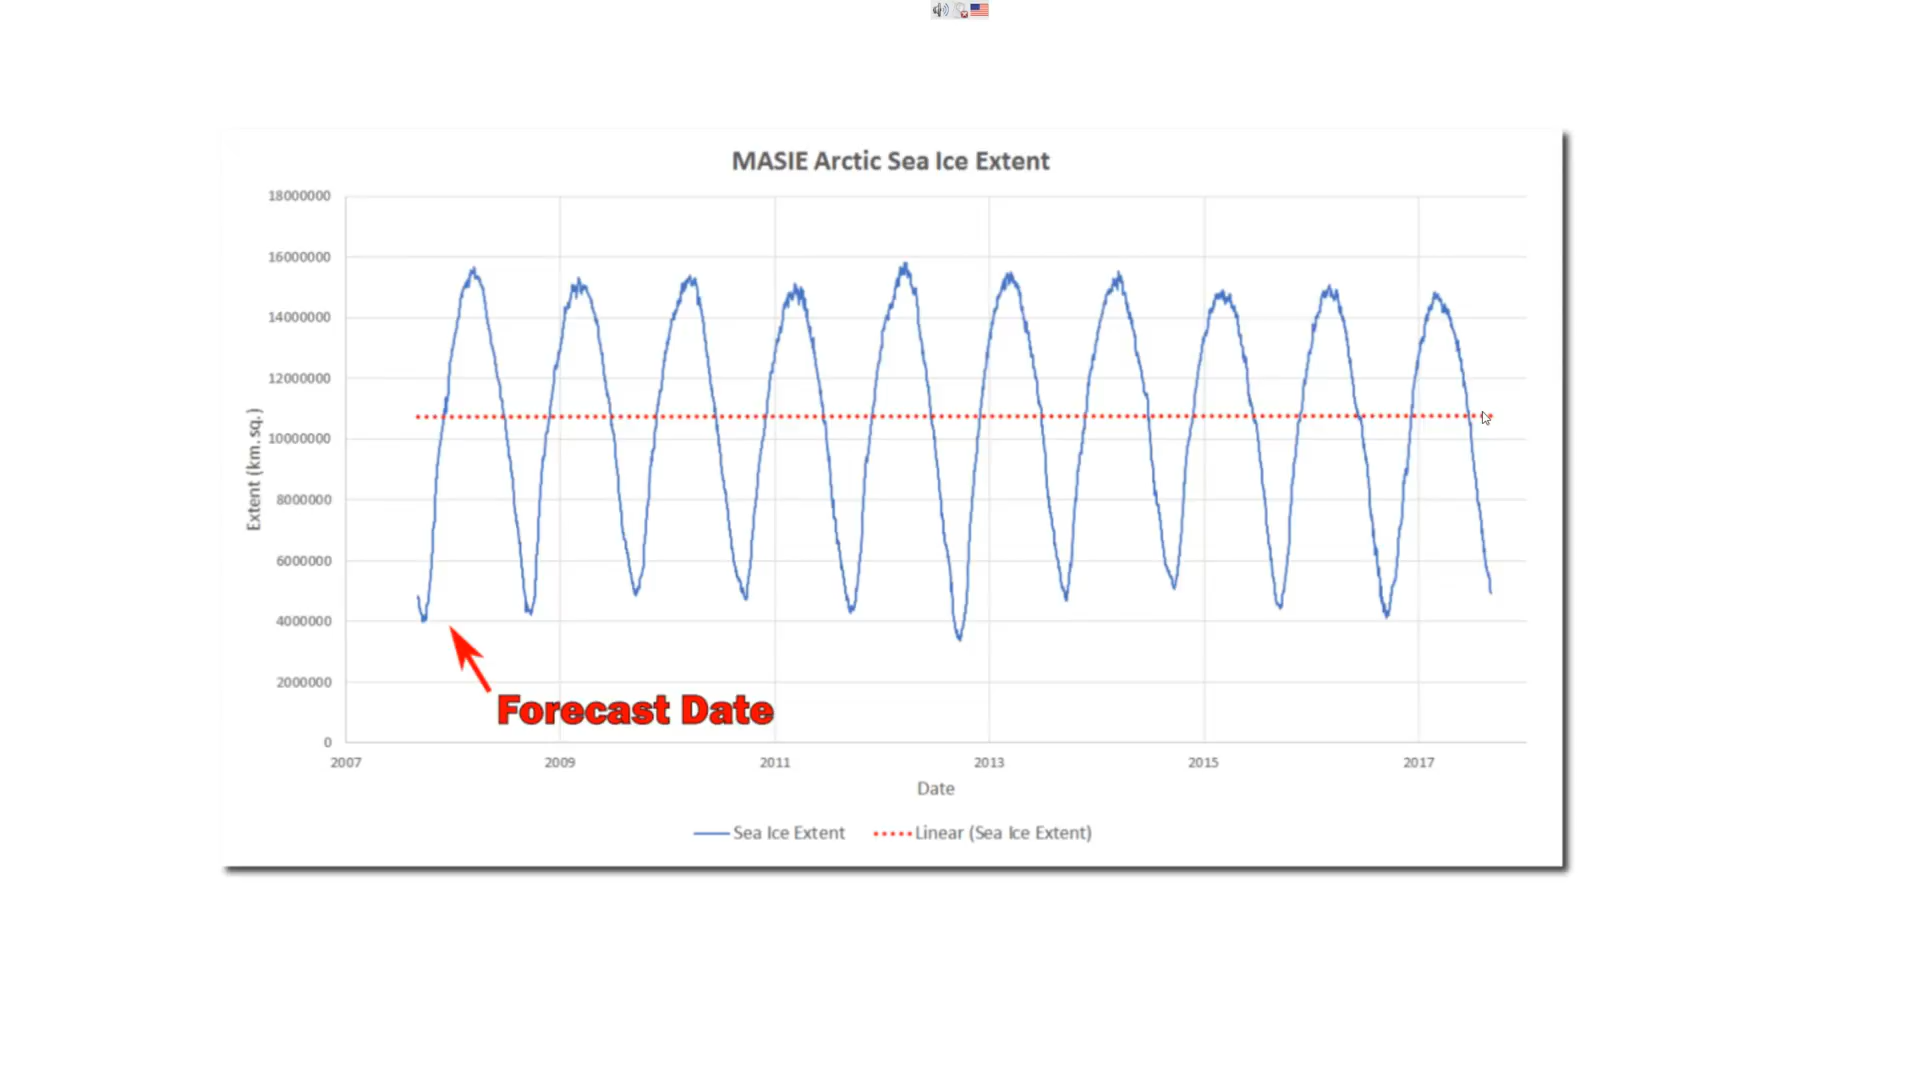 MASIE Arctic Sea Ice Extent
18000000
16000000
14000000
12000000
10000000
8000000
6000000
4000000
2000000
0
Extent (km.sq.)
Forecast Date
2007 2009 2011 2013 2015 2017
Date
Sea Ice Extent Linear (Sea Ice Extent)